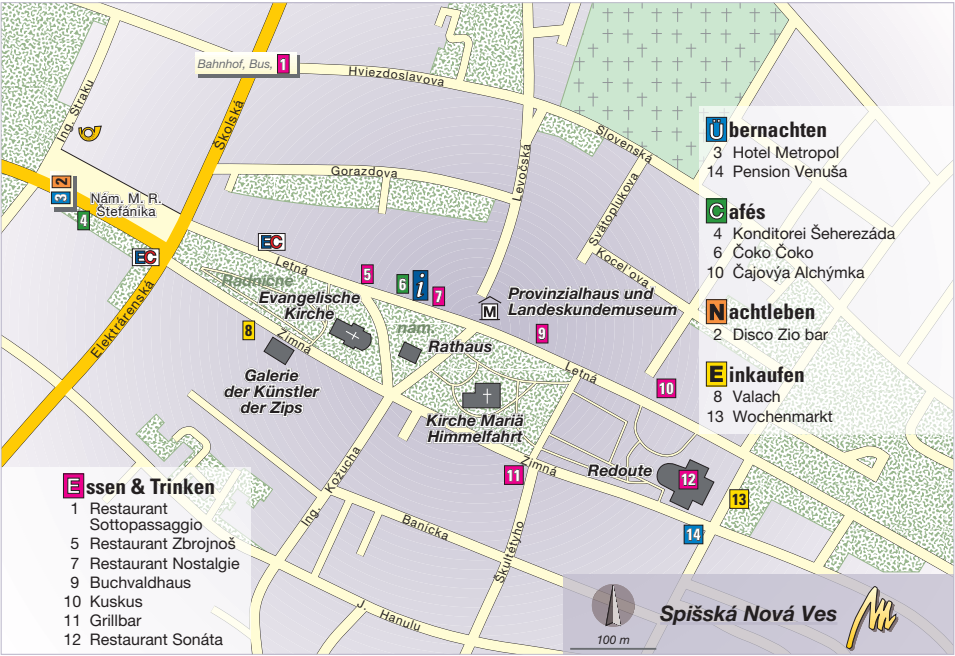 Bahnhof, Bus, 1
Hviezdoslavova
Ing. Straku
Školská
Slovenská
Levočská
Gorazdova
Svätoplukova
Koceľova
2
3
Nám. M. R.
Štefánika
4
EC
EC
Letná
Radničné
nám.
5
6
i
7
Evangelische
Kirche
M
Provinzialhaus und
Landeskundemuseum
9
Elektrárenská
8
Zimná
Rathaus
Galerie
der Künstler
der Zips
Letná
10
Kirche Mariä
Himmelfahrt
Zimná
11
Redoute
12
13
14
Ing. Kožucha
Banícka
Škultétyho
J. Hanulu
Übernachten
3 Hotel Metropol
14 Pension Venuša
Cafés
4 Konditorei Šeherezáda
6 Čoko Čoko
10 Čajovýa Alchýmka
Nachtleben
2 Disco Zio bar
Einkaufen
8 Valach
13 Wochenmarkt
Essen & Trinken
1 Restaurant
Sottopassaggio
5 Restaurant Zbrojnoš
7 Restaurant Nostalgie
9 Buchvaldhaus
10 Kuskus
11 Grillbar
12 Restaurant Sonáta
100 m
Spišská Nová Ves